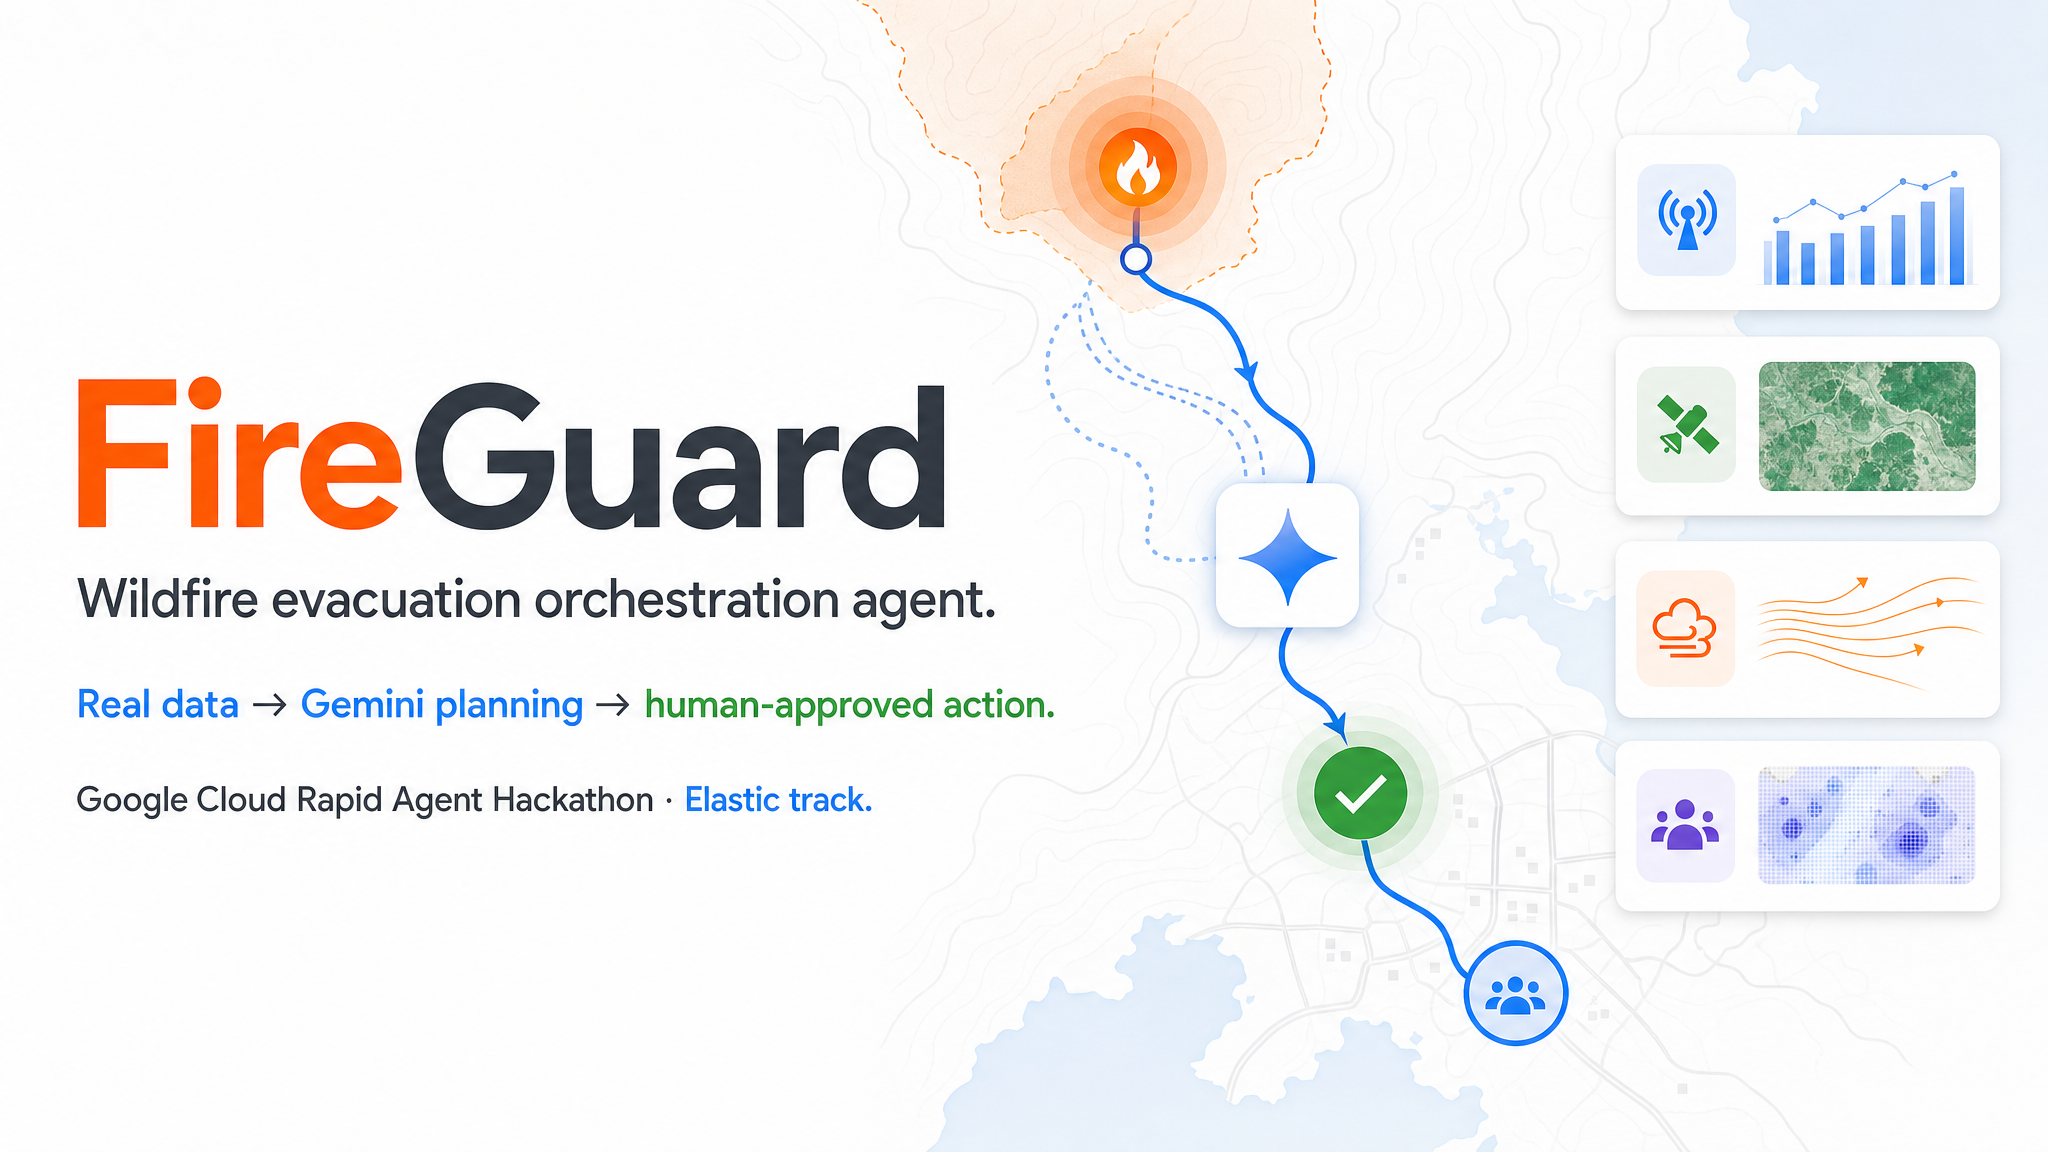 FireGuard
Wildfire evacuation orchestration agent.
Real data → Gemini planning → human-approved action.
Google Cloud Rapid Agent Hackathon · Elastic track.